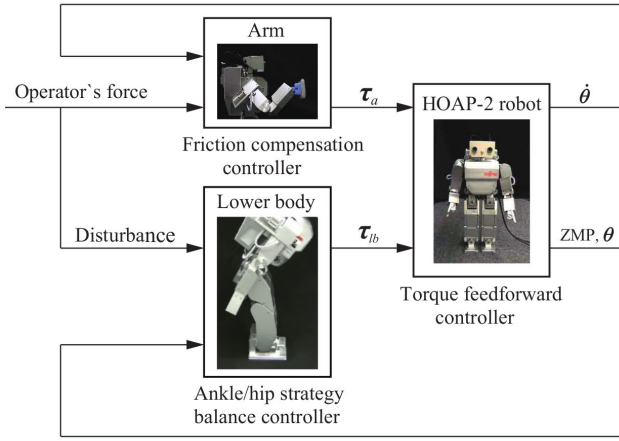 Arm
Operator`s force
τa
HOAP-2 robot
θ̇
Friction compensation
controller
Lower body
Disturbance
τlb
ZMP, θ
Torque feedforward
controller
Ankle/hip strategy
balance controller